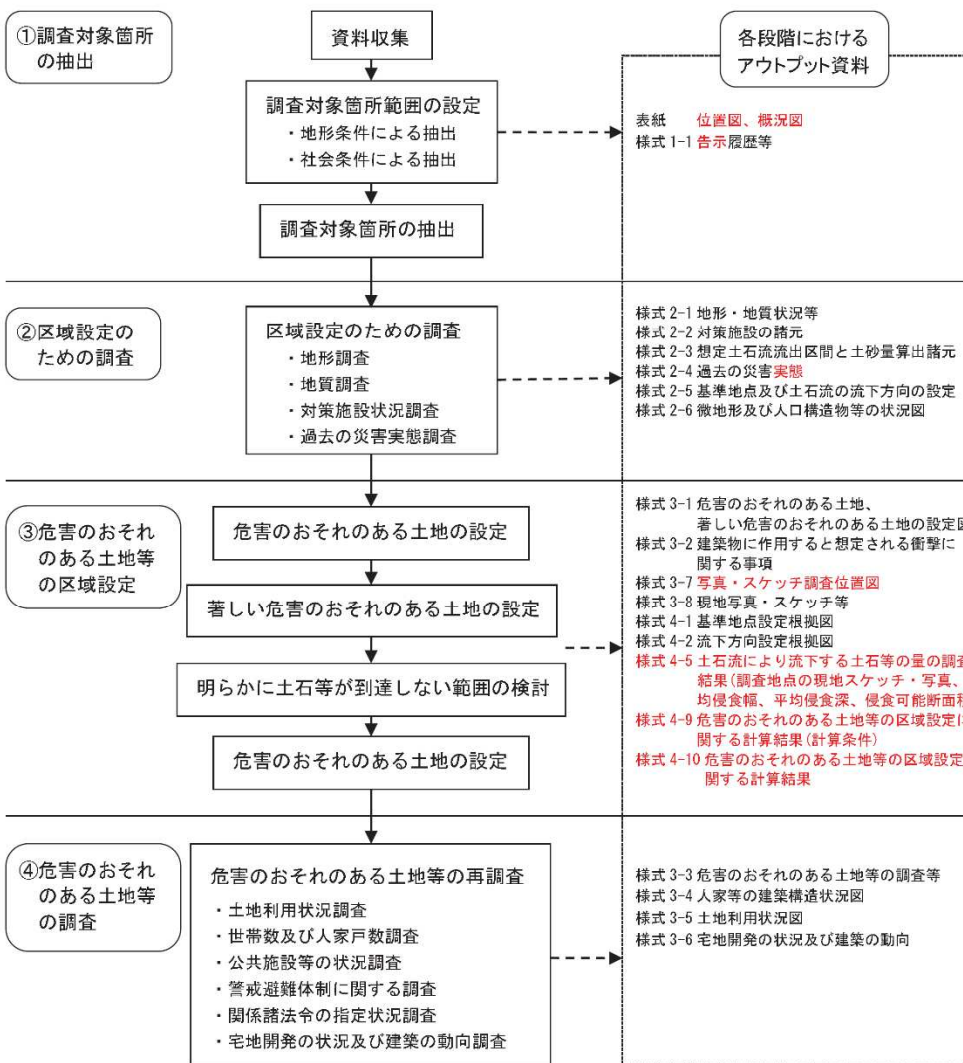 ①調査対象箇所
の抽出
資料収集
調査対象箇所範囲の設定
・地形条件による抽出
・社会条件による抽出
調査対象箇所の抽出
各段階における
アウトプット資料
表紙 位置図、概況図
様式 1-1 告示履歴等
②区域設定の
ための調査
区域設定のための調査
・地形調査
・地質調査
・対策施設状況調査
・過去の災害実態調査
様式 2-1 地形・地質状況等
様式 2-2 対策施設の諸元
様式 2-3 想定土石流流出区間と土砂量算出諸元
様式 2-4 過去の災害実態
様式 2-5 基準地点及び土石流の流下方向の設定
様式 2-6 微地形及び人口構造物等の状況図
③危害のおそれ
のある土地等
の区域設定
危害のおそれのある土地の設定
著しい危害のおそれのある土地の設定
明らかに土石等が到達しない範囲の検討
危害のおそれのある土地の設定
様式 3-1 危害のおそれのある土地、
著しい危害のおそれのある土地の設定図
様式 3-2 建築物に作用すると想定される衝撃に
関する事項
様式 3-7 写真・スケッチ調査位置図
様式 3-8 現地写真・スケッチ等
様式 4-1 基準地点設定根拠図
様式 4-2 流下方向設定根拠図
様式 4-5 土石流により流下する土石等の量の調査
結果(調査地点の現地スケッチ・写真、
均侵食幅、平均侵食深、侵食可能断面積
様式 4-9 危害のおそれのある土地等の区域設定に
関する計算結果(計算条件)
様式 4-10 危害のおそれのある土地等の区域設定
関する計算結果
④危害のおそれ
のある土地等
の調査
危害のおそれのある土地等の再調査
・土地利用状況調査
・世帯数及び人家戸数調査
・公共施設等の状況調査
・警戒避難体制に関する調査
・関係諸法令の指定状況調査
・宅地開発の状況及び建築の動向調査
様式 3-3 危害のおそれのある土地等の調査等
様式 3-4 人家等の建築構造状況図
様式 3-5 土地利用状況図
様式 3-6 宅地開発の状況及び建築の動向